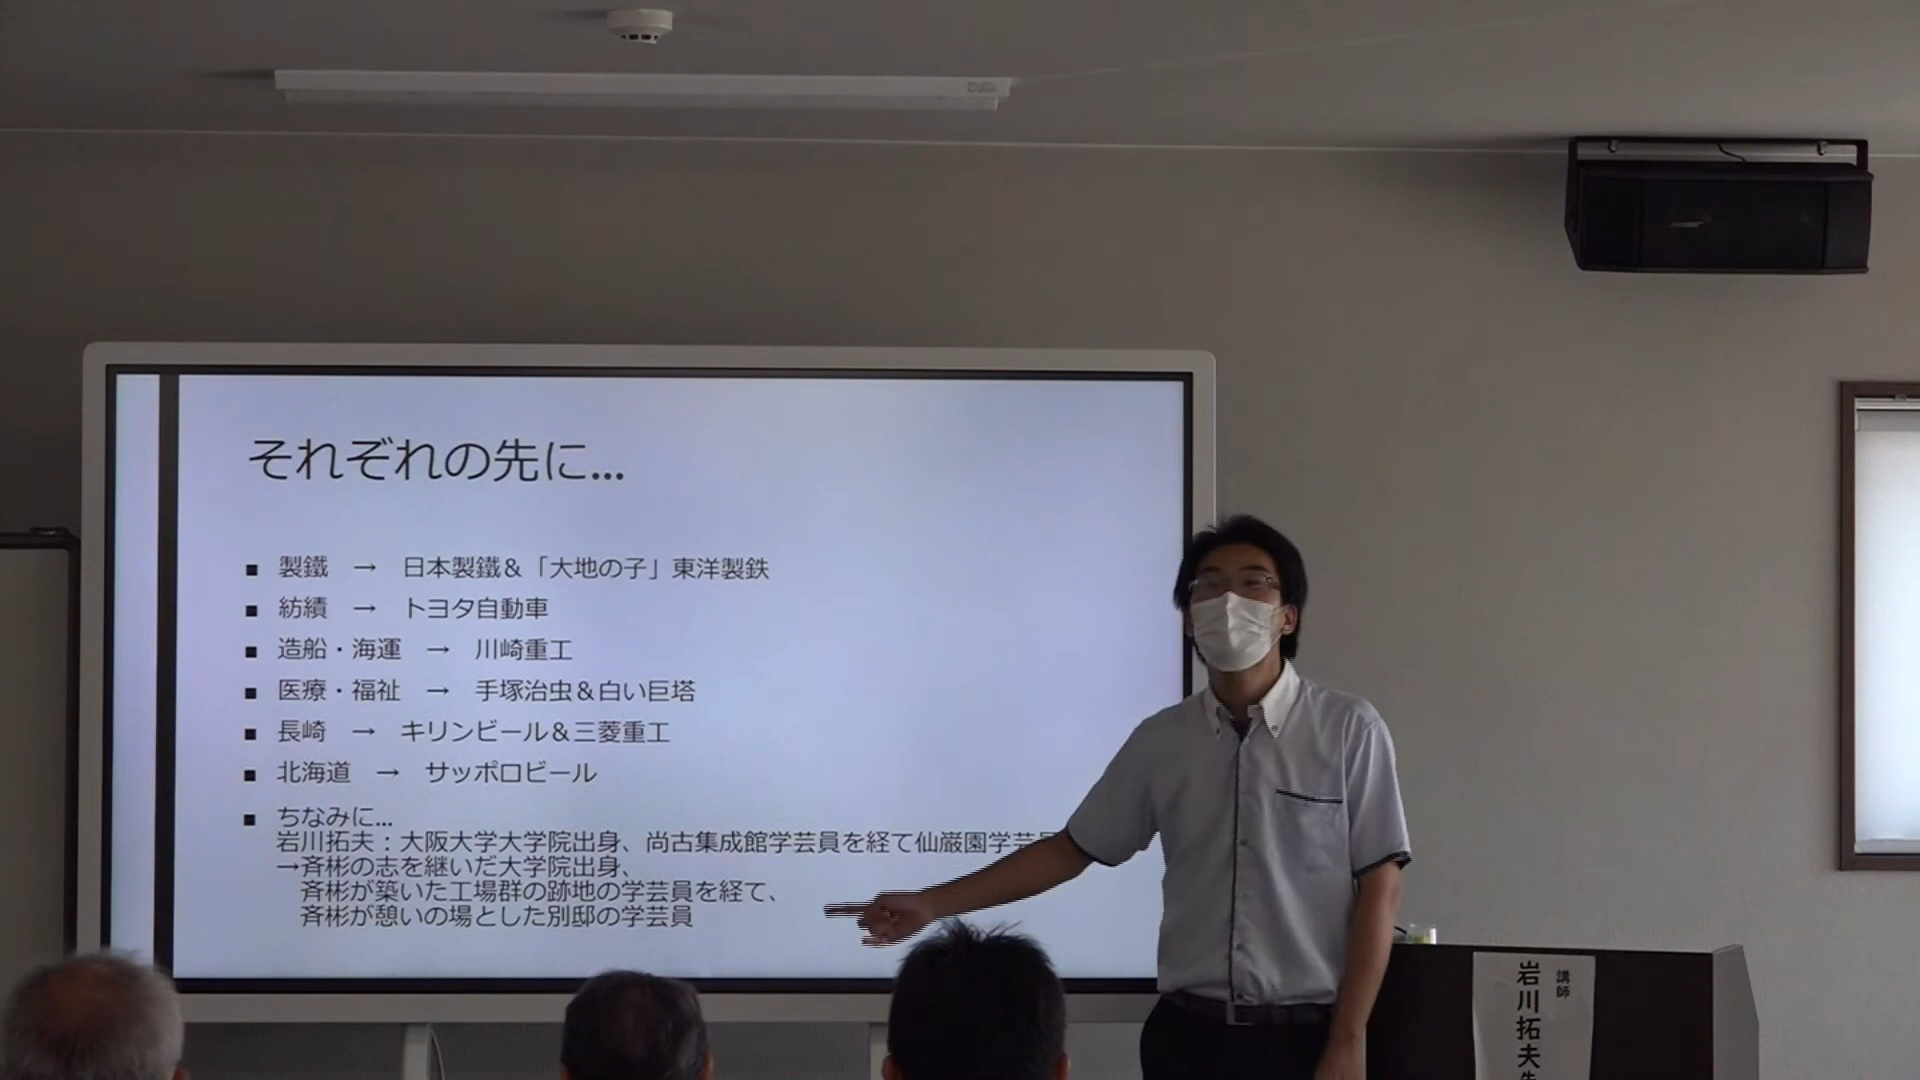 それぞれの先に...
■ 製鐵 → 日本製鐵&「大地の子」東洋製鉄
■ 紡績 → トヨタ自動車
■ 造船・海運 → 川崎重工
■ 医療・福祉 → 手塚治虫&白い巨塔
■ 長崎 → キリンビール&三菱重工
■ 北海道 → サッポロビール
■ ちなみに...
岩川拓夫：大阪大学大学院出身、尚古集成館学芸員を経て仙巌園学芸
→斉彬の志を継いだ大学院出身、
斉彬が築いた工場群の跡地の学芸員を経て、
斉彬が憩いの場とした別邸の学芸員
講師
岩川拓夫